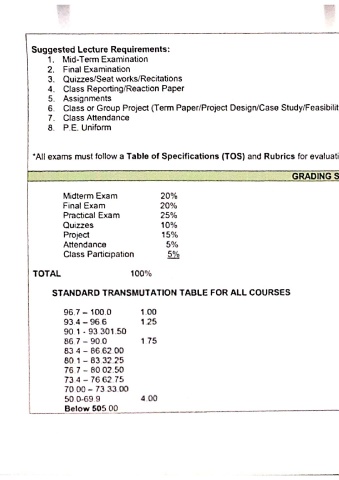 Suggested Lecture Requirements:
1. Mid-Term Examination
2. Final Examination
3. Quizzes/Seat works/Recitations
4. Class Reporting/Reaction Paper
5. Assignments
6. Class or Group Project (Term Paper/Project Design/Case Study/Feasibilit
7. Class Attendance
8. P.E. Uniform
*All exams must follow a Table of Specifications (TOS) and Rubrics for evaluati
GRADING S
Midterm Exam 20%
Final Exam 20%
Practical Exam 25%
Quizzes 10%
Project 15%
Attendance 5%
Class Participation 5%
TOTAL 100%
STANDARD TRANSMUTATION TABLE FOR ALL COURSES
96.7 – 100.0 1.00
93.4 – 96.6 1.25
90.1 - 93.301.50
86.7 – 90.0 1.75
83.4 – 86.62.00
80.1 – 83.32.25
76.7 – 80.02.50
73.4 – 76.62.75
70.00 – 73.33.00
50.0-69.9 4.00
Below 505.00